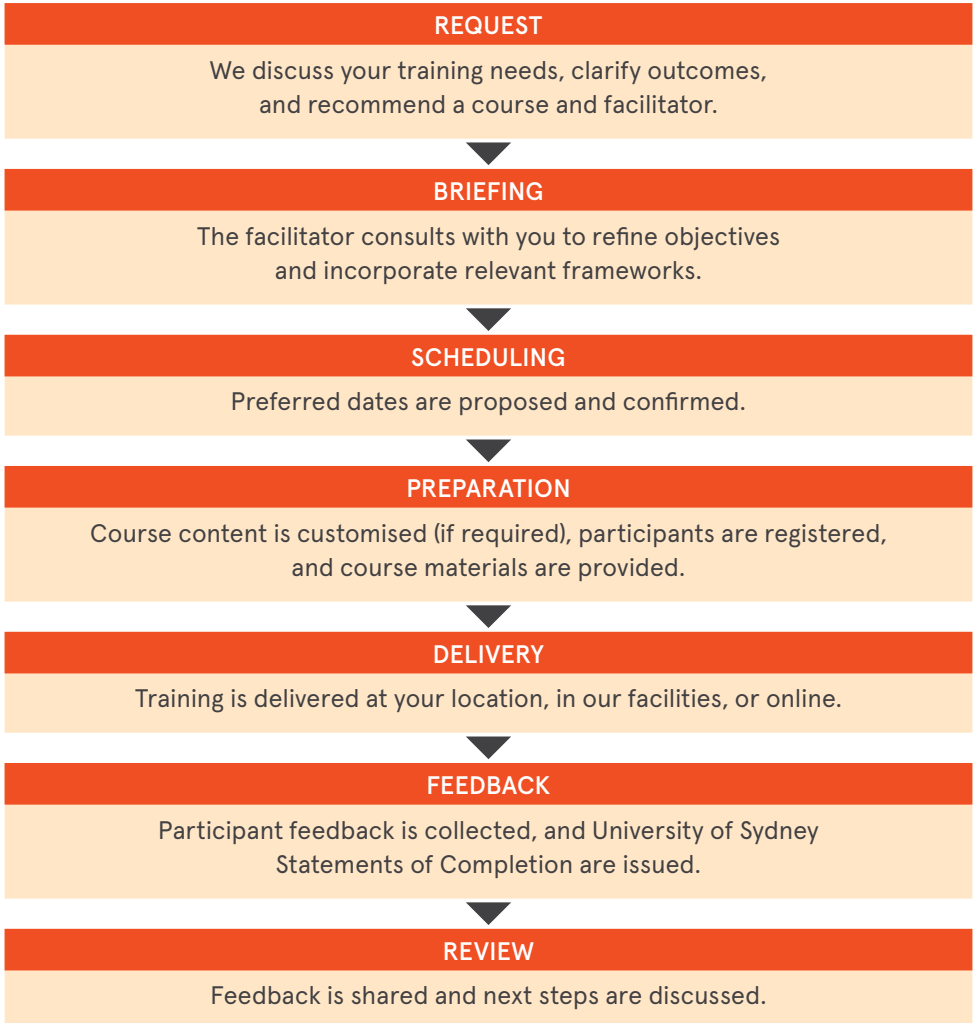 REQUEST
We discuss your training needs, clarify outcomes,
and recommend a course and facilitator.
BRIEFING
The facilitator consults with you to refine objectives
and incorporate relevant frameworks.
SCHEDULING
Preferred dates are proposed and confirmed.
PREPARATION
Course content is customised (if required), participants are registered,
and course materials are provided.
DELIVERY
Training is delivered at your location, in our facilities, or online.
FEEDBACK
Participant feedback is collected, and University of Sydney
Statements of Completion are issued.
REVIEW
Feedback is shared and next steps are discussed.